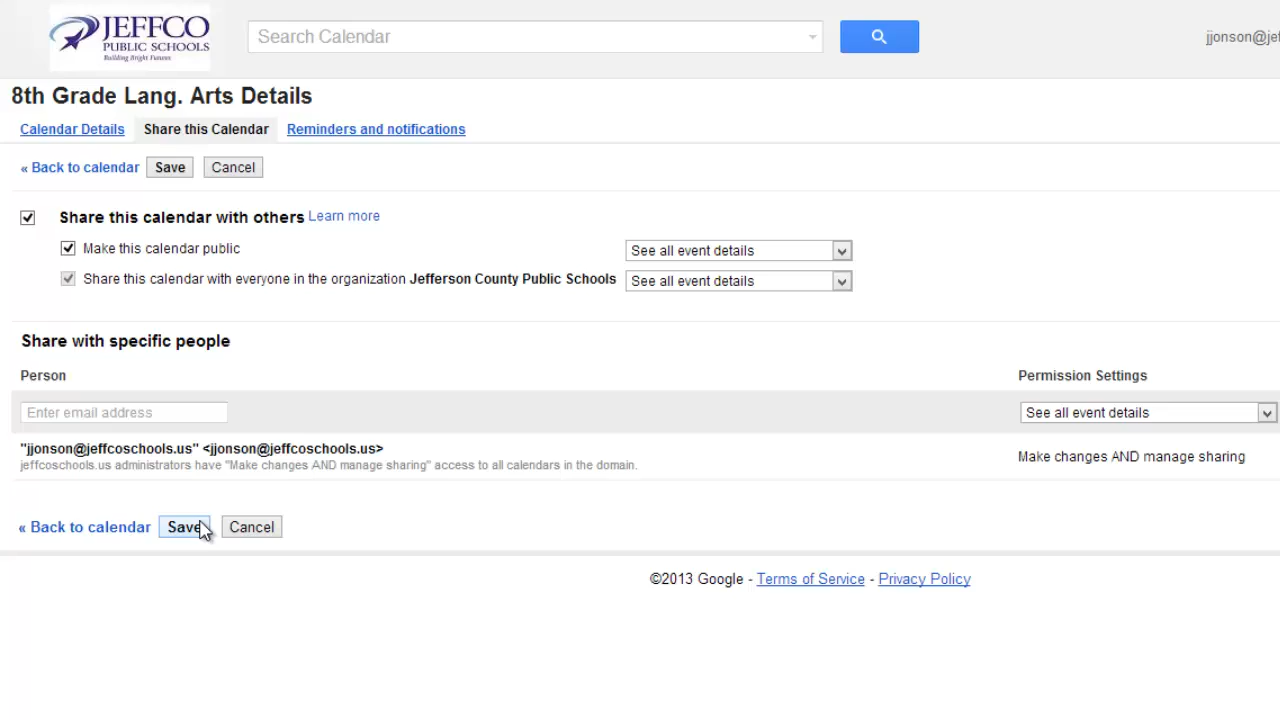 JEFFCO
PUBLIC SCHOOLS
Building Bright Futures
Search Calendar
jjonson@jef
8th Grade Lang. Arts Details
Calendar Details Share this Calendar Reminders and notifications
« Back to calendar Save Cancel
Share this calendar with others Learn more
Make this calendar public See all event details
Share this calendar with everyone in the organization Jefferson County Public Schools See all event details
Share with specific people
Person Permission Settings
Enter email address See all event details
"jjonson@jeffcoschools.us" <jjonson@jeffcoschools.us>
jeffcoschools.us administrators have "Make changes AND manage sharing" access to all calendars in the domain.
Make changes AND manage sharing
« Back to calendar Save Cancel
©2013 Google - Terms of Service - Privacy Policy